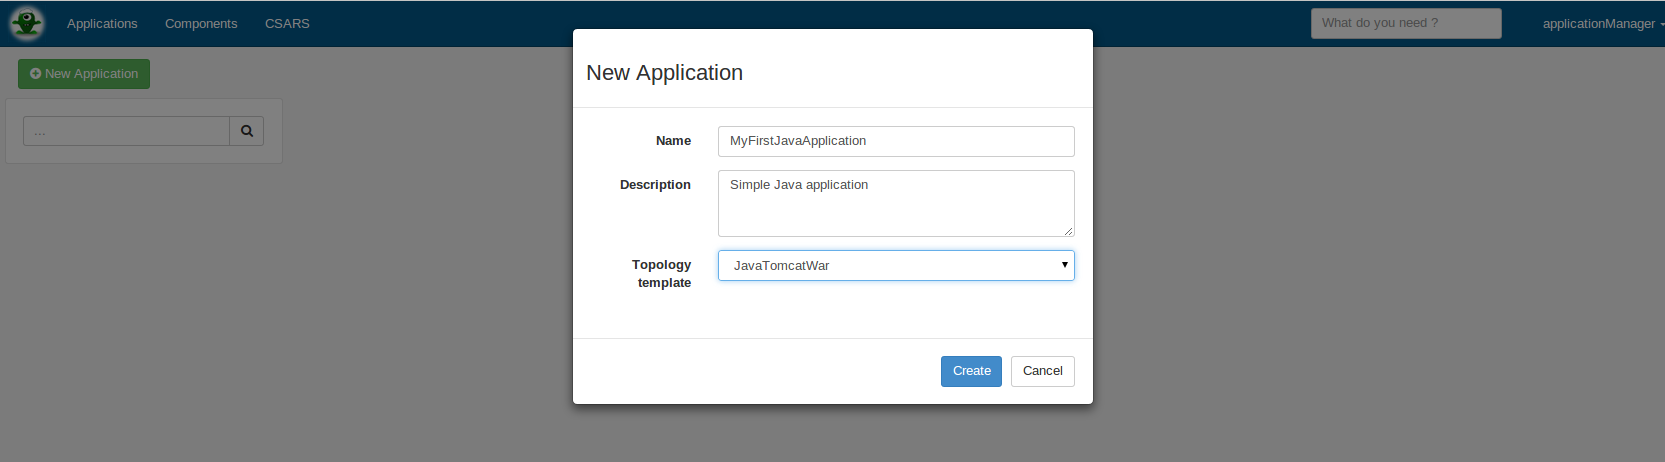 Applications Components CSARS What do you need ? applicationManager
New Application
...
New Application
Name MyFirstJavaApplication
Description Simple Java application
Topology template JavaTomcatWar
Create Cancel